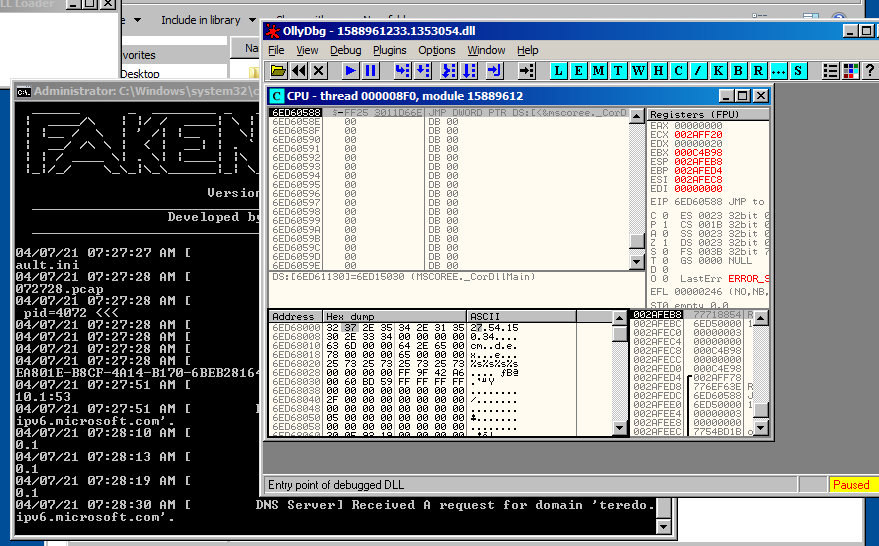 LL Loader
Include in library
vorites
Desktop
Na
OllyDbg - 1588961233.1353054.dll
File View Debug Plugins Options Window Help
L E M T W H C / K B R ... S
Administrator: C:\Windows\system32\c
FAKEN
Version
Developed by
04/07/21 07:27:27 AM [
ault.ini
04/07/21 07:27:28 AM [
072728.pcap
pid=4072 <<<
04/07/21 07:27:28 AM [
04/07/21 07:27:28 AM [
04/07/21 07:27:28 AM [
04/07/21 07:27:28 AM [
EA801E-B8CF-4A14-B170-6BEB28164
04/07/21 07:27:51 AM [
10.1:53
04/07/21 07:27:51 AM [
ipv6.microsoft.com'.
04/07/21 07:28:10 AM [
0.1
04/07/21 07:28:13 AM [
0.1
04/07/21 07:28:19 AM [
0.1
04/07/21 07:28:30 AM [ DNS Server] Received A request for domain 'teredo.
ipv6.microsoft.com'.
C CPU - thread 000008F0, module 15889612
6ED60588 $-FF25 3011D66E JMP DWORD PTR DS:[<&mscoree._CorD
6ED6058E 00 DB 00
6ED6058F 00 DB 00
6ED60590 00 DB 00
6ED60591 00 DB 00
6ED60592 00 DB 00
6ED60593 00 DB 00
6ED60594 00 DB 00
6ED60595 00 DB 00
6ED60596 00 DB 00
6ED60597 00 DB 00
6ED60598 00 DB 00
6ED60599 00 DB 00
6ED6059A 00 DB 00
6ED6059B 00 DB 00
6ED6059C 00 DB 00
6ED6059D 00 DB 00
6ED6059E 00 DB 00
DS:[6ED61130]=6ED15030 (MSCOREE._CorDllMain)
Registers (FPU)
EAX 00000000
ECX 002AFF20
EDX 00000020
EBX 000C4B98
ESP 002AFEB8
EBP 002AFED4
ESI 002AFEC8
EDI 00000000
EIP 6ED60588 JMP to
C 0 ES 0023 32bit 0
P 1 CS 001B 32bit 0
A 0 SS 0023 32bit 0
Z 1 DS 0023 32bit 0
S 0 FS 003B 32bit 7
T 0 GS 0000 NULL
D 0
O 0 LastErr ERROR_S
EFL 00000246 (NO,NB,
ST0 empty 0.0
Address Hex dump ASCII
6ED68000 32 37 2E 35 34 2E 31 35 27.54.15
6ED68008 30 2E 33 34 00 00 00 00 0.34....
6ED68010 63 6D 00 00 64 2E 65 00 cm..d.e.
6ED68018 78 00 00 00 65 00 00 00 x...e...
6ED68020 25 73 25 73 25 73 25 73 %s%s%s%s
6ED68028 00 00 00 00 FF 9F 42 A6
6ED68030 00 60 BD 59 FF FF FF FF
6ED68038 00 00 00 00 00 00 00 00 ........
6ED68040 2F 00 00 00 00 00 00 00 /.......
6ED68048 00 00 00 00 00 00 00 00 ........
6ED68050 05 00 00 00 00 00 00 00
6ED68058 00 00 00 00 00 00 00 00 ........
6ED68060
002AFEB8 77718854 R
002AFEBC 6ED50000 1
002AFEC0 00000003
002AFEC4 00000000
002AFEC8 000C4B98
002AFECC 00000000
002AFED0 000C4B98
002AFED4 002AFF78
002AFED8 776EF63E R
002AFEDC 6ED60588 J
002AFEE0 6ED50000 1
002AFEE4 00000003
002AFEE8 00000000
002AFEEC 7754BD1B o
Entry point of debugged DLL
Paused